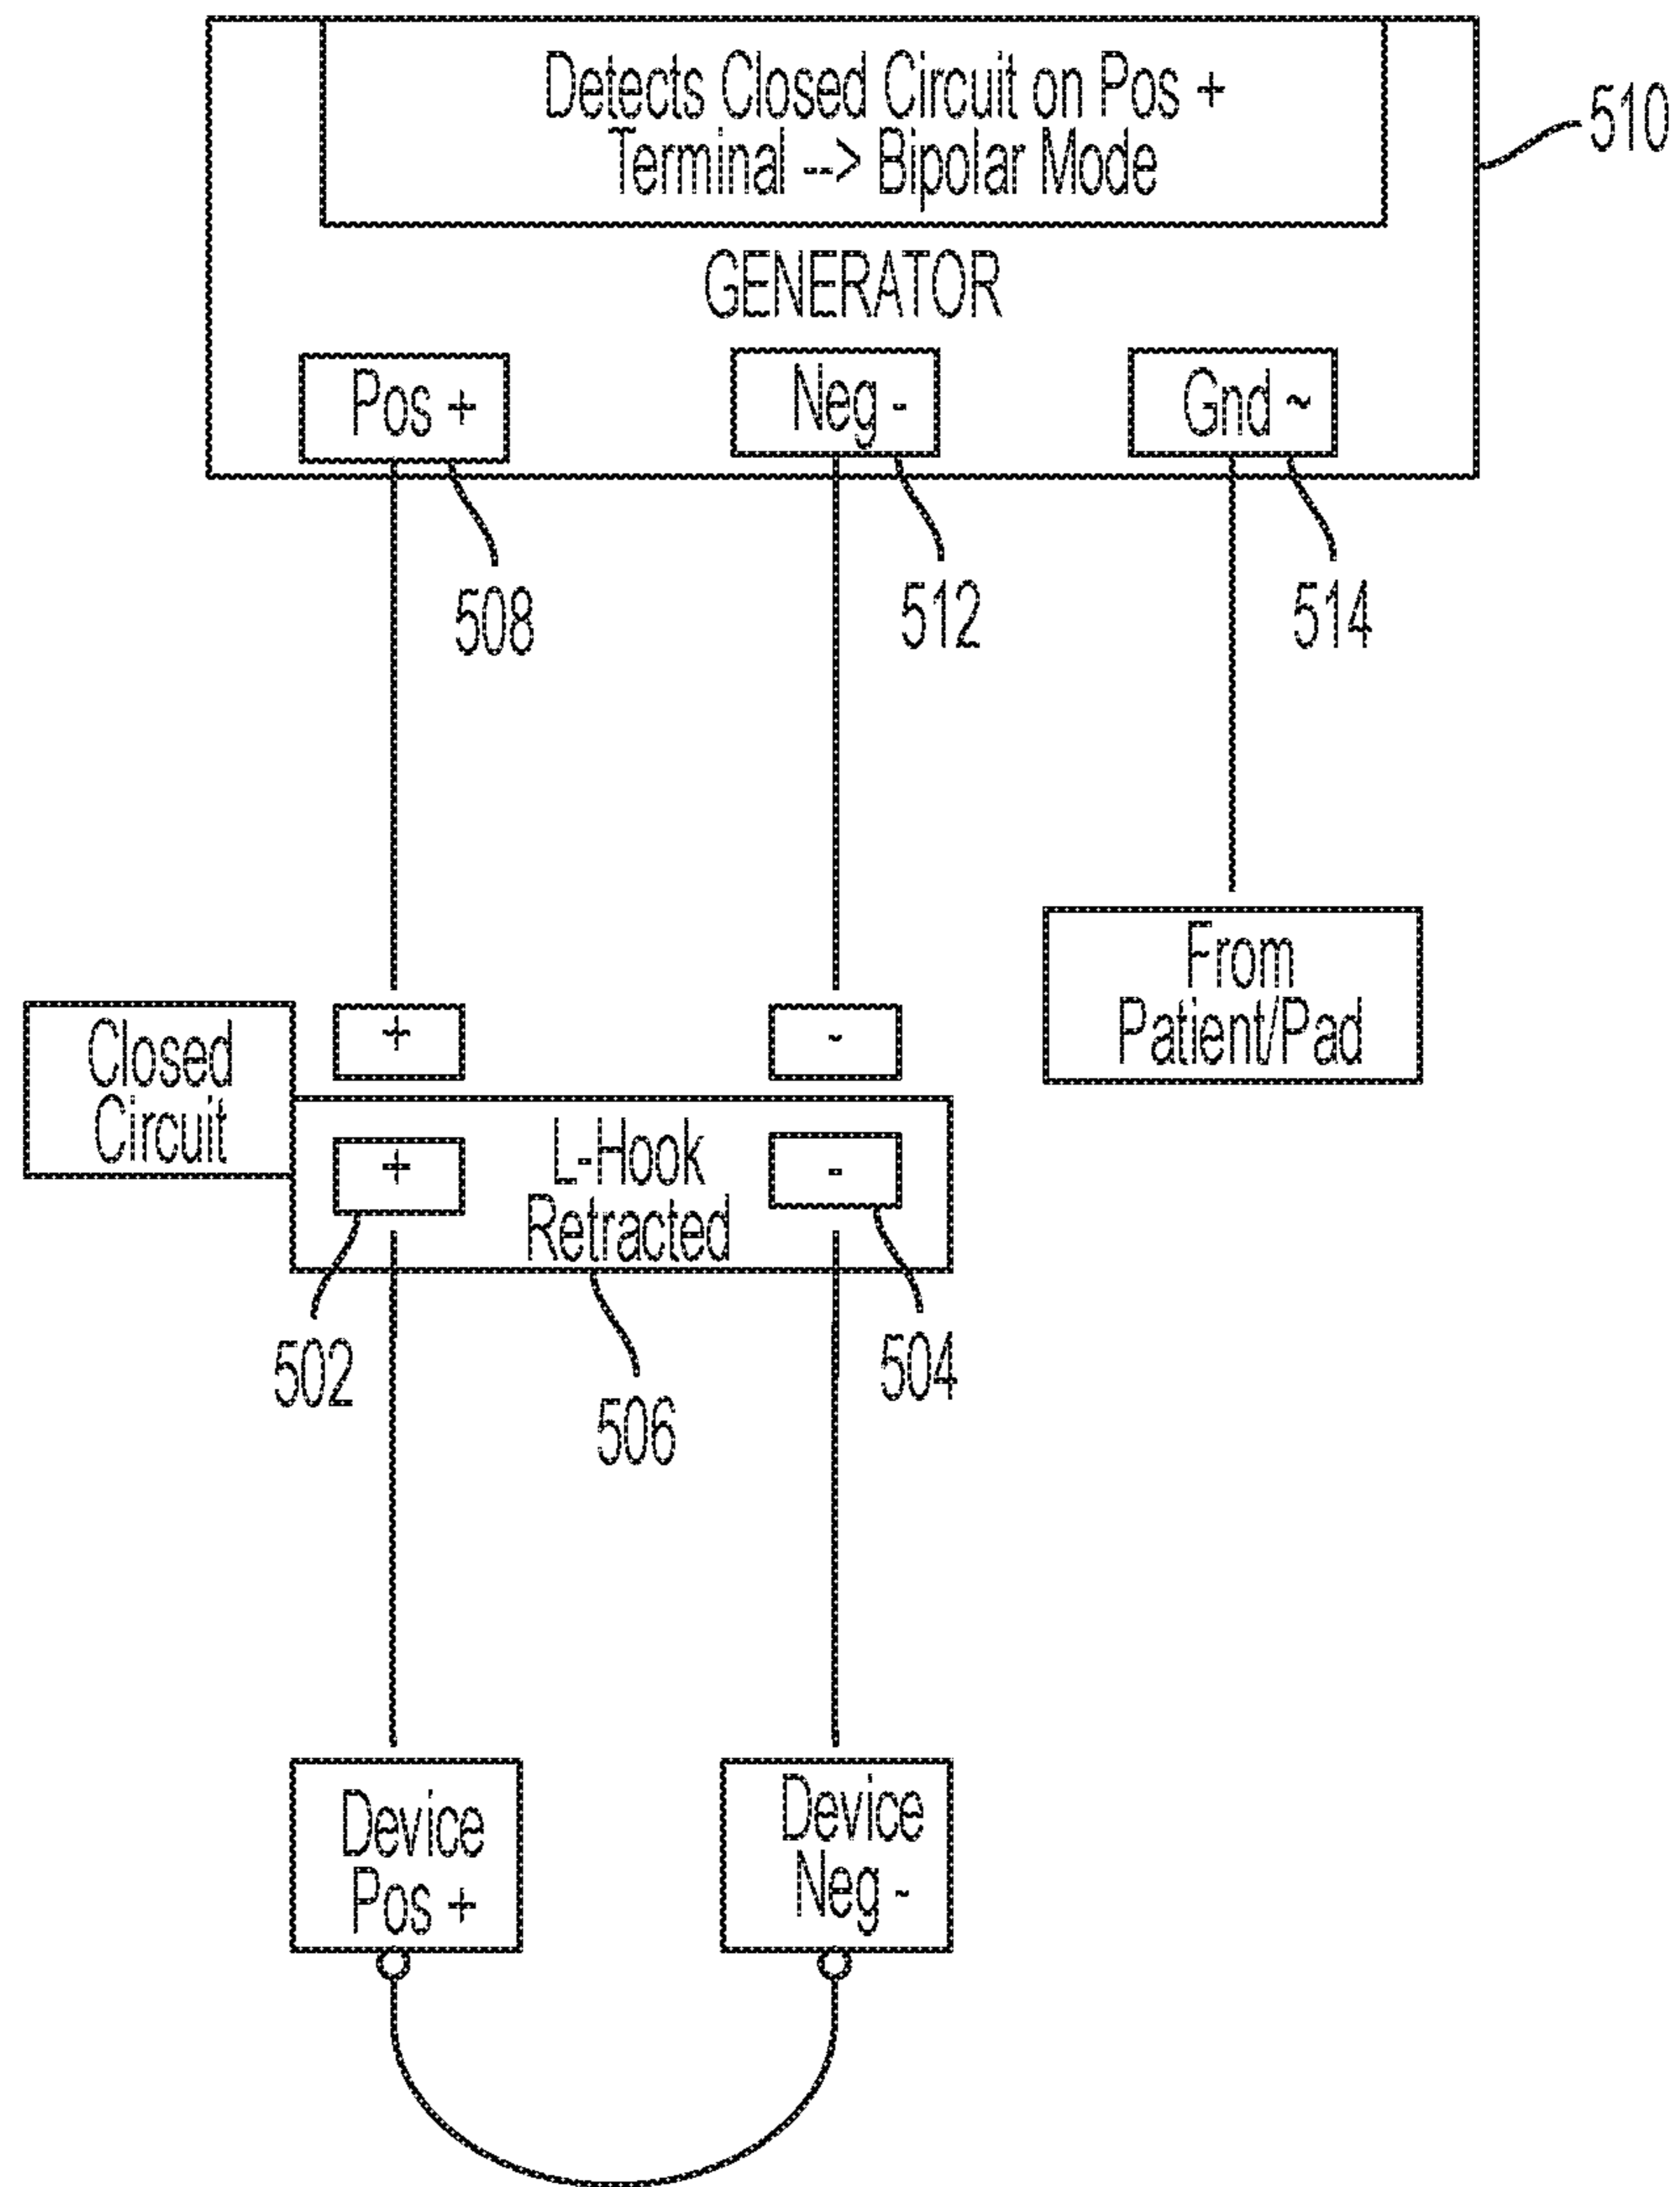 Detects Closed Circuit on Pos +
Terminal --> Bipolar Mode
510
GENERATOR
Pos +
Neg -
Gnd ~
508
512
514
From
Patient/Pad
Closed
Circuit
+
-
+
L-Hook
Retracted
-
502
506
504
Device
Pos +
Device
Neg -